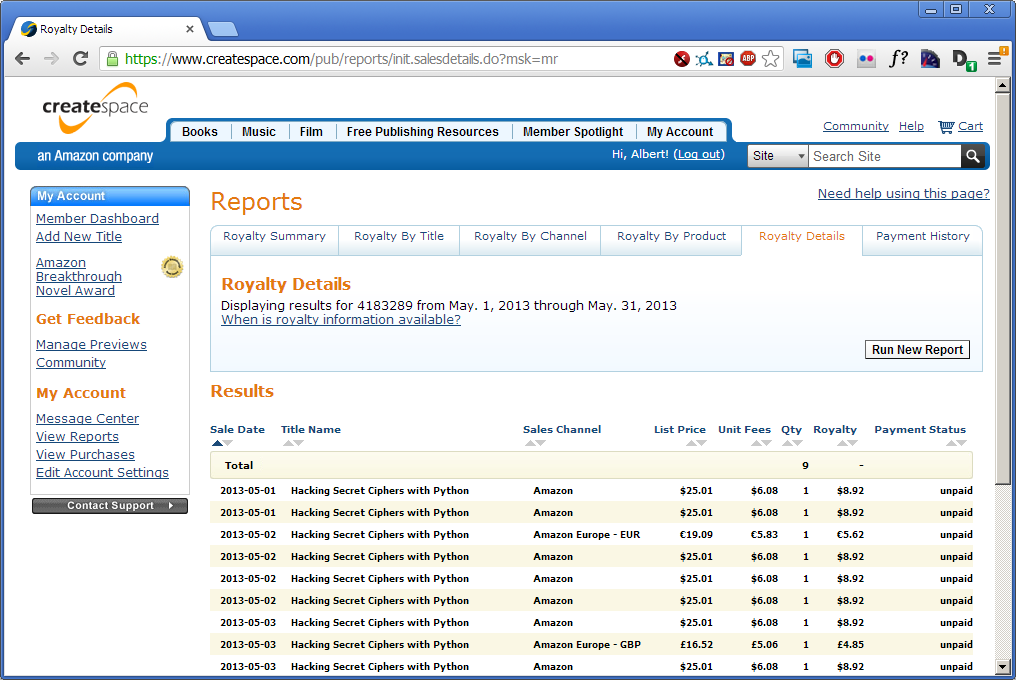 Royalty Details
https://www.createspace.com/pub/reports/init.salesdetails.do?msk=mr
ABP
f?
D
1
createspace
an Amazon company
Books
Music
Film
Free Publishing Resources
Member Spotlight
My Account
Community
Help
Cart
Hi, Albert! (Log out)
Site
Search Site
My Account
Member Dashboard
Add New Title
Amazon
Breakthrough
Novel Award
Get Feedback
Manage Previews
Community
My Account
Message Center
View Reports
View Purchases
Edit Account Settings
Contact Support
Reports
Need help using this page?
Royalty Summary
Royalty By Title
Royalty By Channel
Royalty By Product
Royalty Details
Payment History
Royalty Details
Displaying results for 4183289 from May. 1, 2013 through May. 31, 2013
When is royalty information available?
Run New Report
Results
Sale Date Title Name Sales Channel List Price Unit Fees Qty Royalty Payment Status
Total 9 -
2013-05-01 Hacking Secret Ciphers with Python Amazon $25.01 $6.08 1 $8.92 unpaid
2013-05-01 Hacking Secret Ciphers with Python Amazon $25.01 $6.08 1 $8.92 unpaid
2013-05-02 Hacking Secret Ciphers with Python Amazon Europe - EUR €19.09 €5.83 1 €5.62 unpaid
2013-05-02 Hacking Secret Ciphers with Python Amazon $25.01 $6.08 1 $8.92 unpaid
2013-05-02 Hacking Secret Ciphers with Python Amazon $25.01 $6.08 1 $8.92 unpaid
2013-05-02 Hacking Secret Ciphers with Python Amazon $25.01 $6.08 1 $8.92 unpaid
2013-05-03 Hacking Secret Ciphers with Python Amazon $25.01 $6.08 1 $8.92 unpaid
2013-05-03 Hacking Secret Ciphers with Python Amazon Europe - GBP £16.52 £5.06 1 £4.85 unpaid
2013-05-03 Hacking Secret Ciphers with Python Amazon $25.01 $6.08 1 $8.92 unpaid